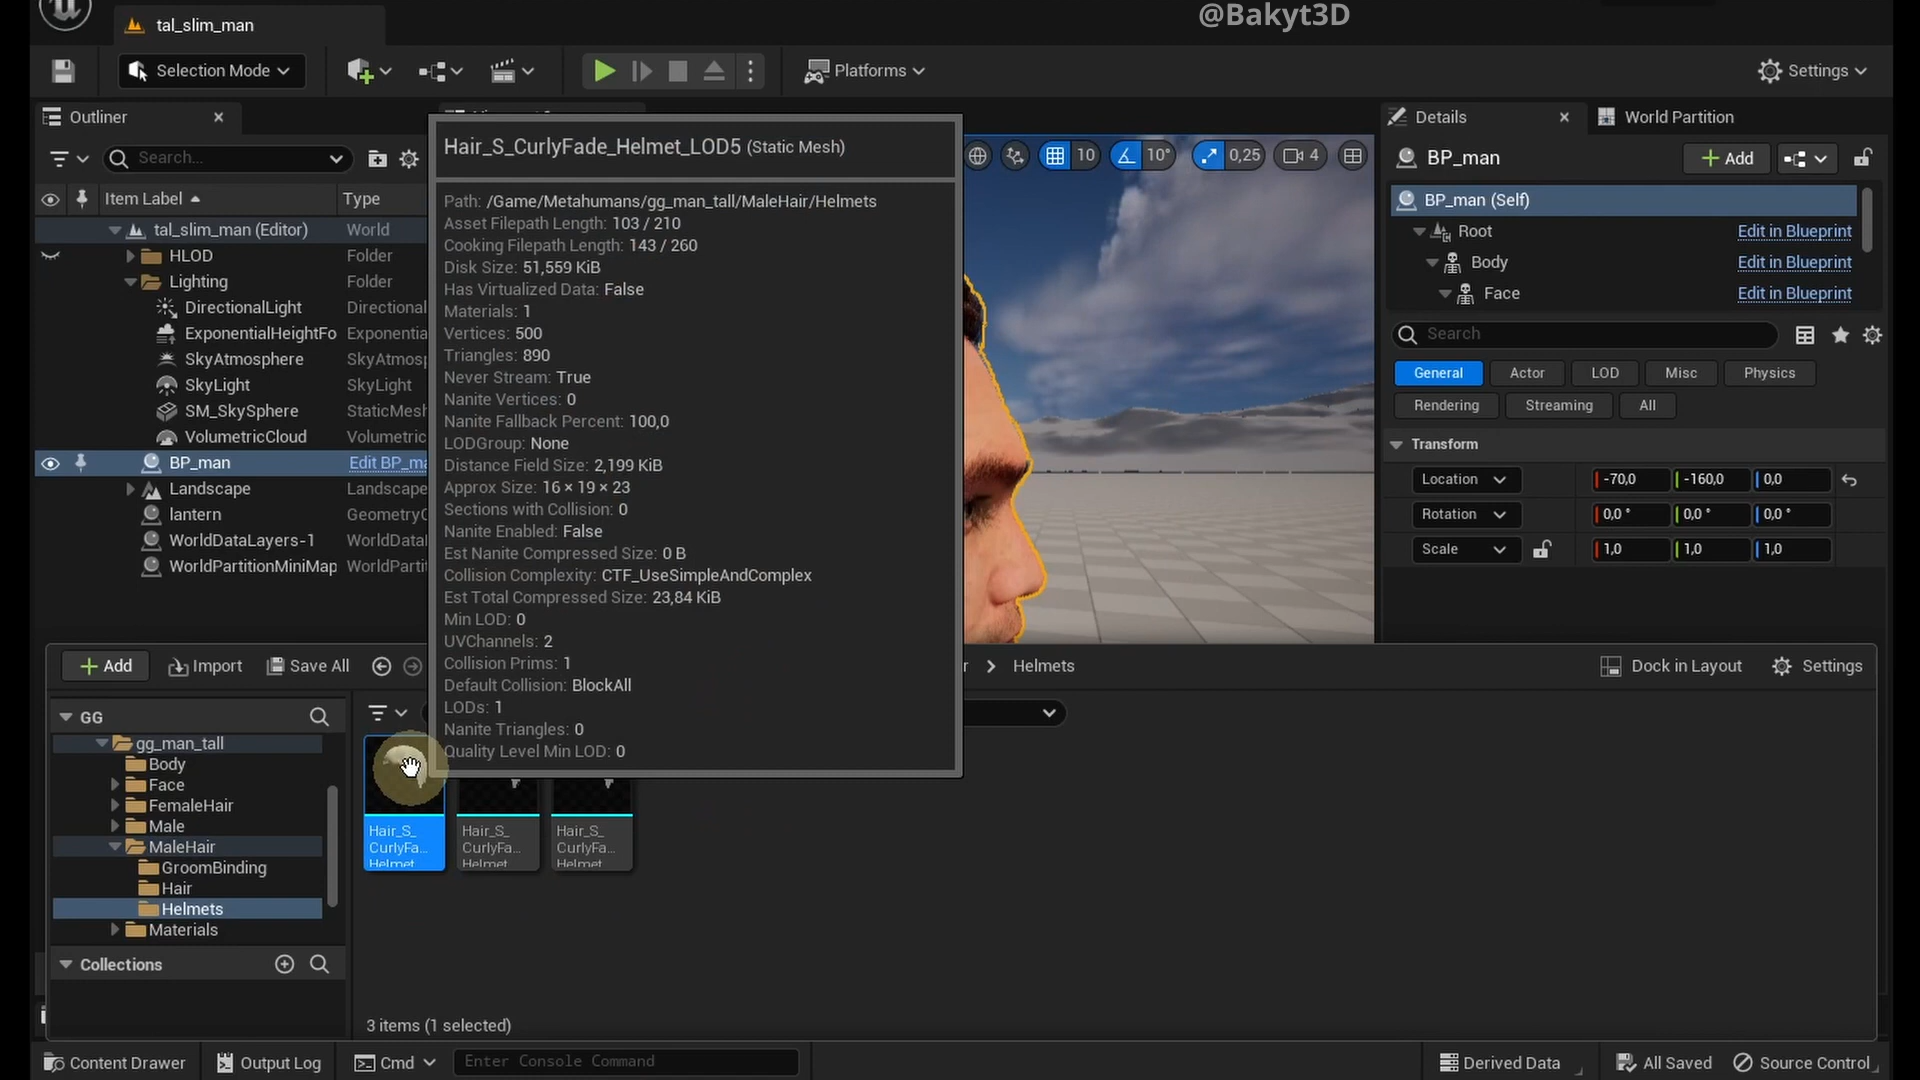 @Bakyt3D
tal_slim_man
Selection Mode
Platforms
Settings
Outliner
Search...
Item Label
Type
tal_slim_man (Editor)
World
HLOD
Folder
Lighting
Folder
DirectionalLight
Directional
ExponentialHeightFo
Exponential
SkyAtmosphere
SkyAtmosp
SkyLight
SkyLight
SM_SkySphere
StaticMesh
VolumetricCloud
Volumetric
BP_man
Edit BP_ma
Landscape
Landscape
lantern
GeometryC
WorldDataLayers-1
WorldDatal
WorldPartitionMiniMap
WorldPartit
Hair_S_CurlyFade_Helmet_LOD5 (Static Mesh)
Path: /Game/Metahumans/gg_man_tall/MaleHair/Helmets
Asset Filepath Length: 103 / 210
Cooking Filepath Length: 143 / 260
Disk Size: 51,559 KiB
Has Virtualized Data: False
Materials: 1
Vertices: 500
Triangles: 890
Never Stream: True
Nanite Vertices: 0
Nanite Fallback Percent: 100,0
LODGroup: None
Distance Field Size: 2,199 KiB
Approx Size: 16 × 19 × 23
Sections with Collision: 0
Nanite Enabled: False
Est Nanite Compressed Size: 0 B
Collision Complexity: CTF_UseSimpleAndComplex
Est Total Compressed Size: 23,84 KiB
Min LOD: 0
UVChannels: 2
Collision Prims: 1
Default Collision: BlockAll
LODs: 1
Nanite Triangles: 0
Quality Level Min LOD: 0
10
10°
0,25
4
Details
World Partition
BP_man
Add
BP_man (Self)
Root
Edit in Blueprint
Body
Edit in Blueprint
Face
Edit in Blueprint
Search
General
Actor
LOD
Misc
Physics
Rendering
Streaming
All
Transform
Location
-70,0
-160,0
0,0
Rotation
0,0 °
0,0 °
0,0 °
Scale
1,0
1,0
1,0
Add
Import
Save All
r
Helmets
Dock in Layout
Settings
GG
gg_man_tall
Body
Face
FemaleHair
Male
MaleHair
GroomBinding
Hair
Helmets
Materials
Collections
Hair_S_
CurlyFa...
Helmet
Hair_S_
CurlyFa...
Helmet
Hair_S_
CurlyFa...
Helmet
3 items (1 selected)
Content Drawer
Output Log
Cmd
Enter Console Command
Derived Data
All Saved
Source Control